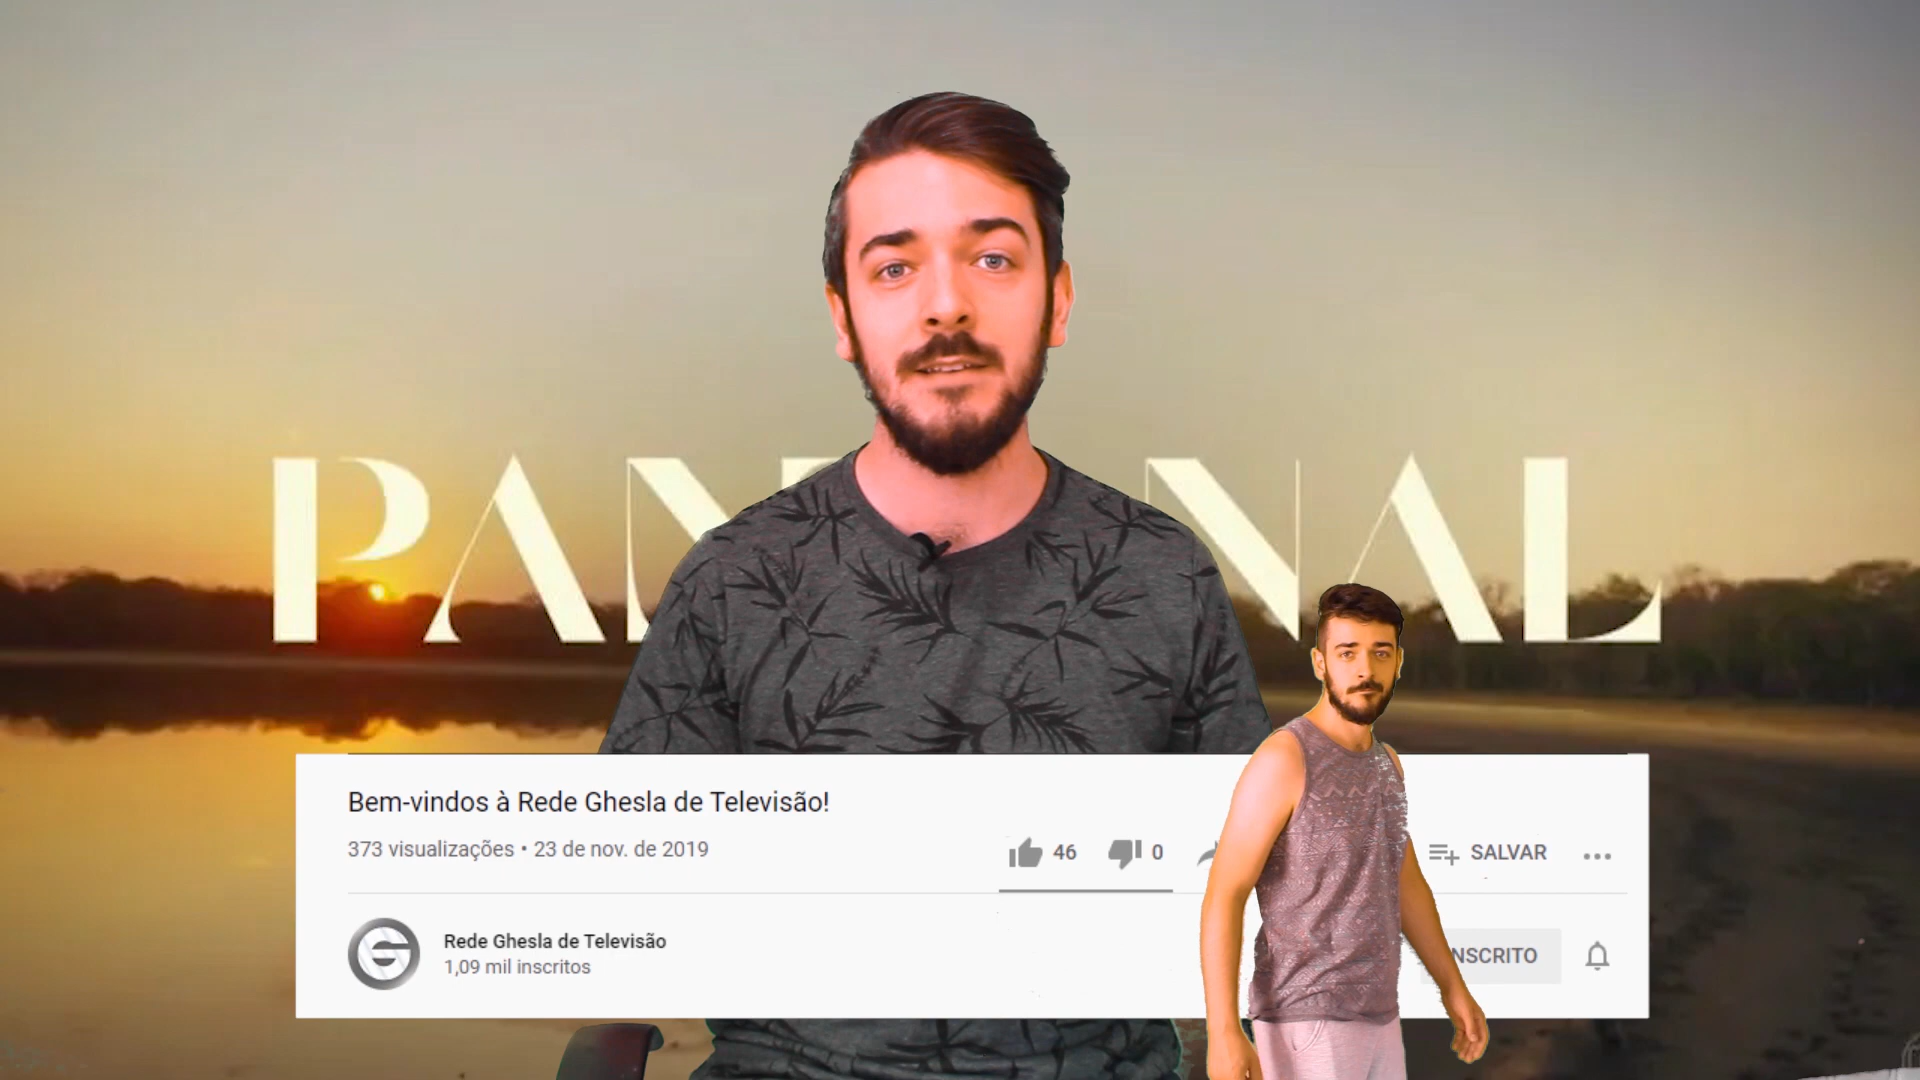 PAN NAL
Bem-vindos à Rede Ghesla de Televisão!
373 visualizações • 23 de nov. de 2019
46
0
SALVAR
Rede Ghesla de Televisão
1,09 mil inscritos
NSCRITO